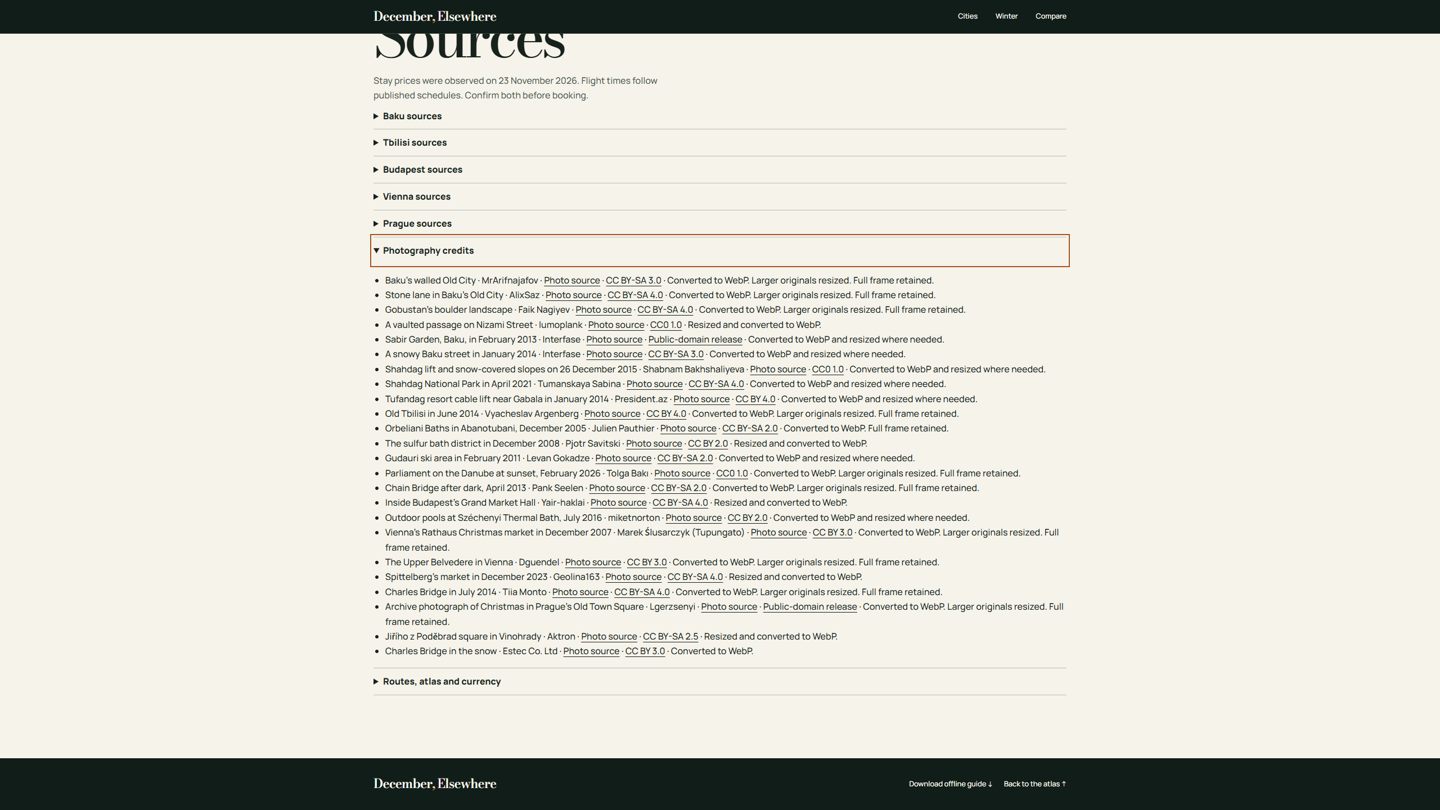 December, Elsewhere
Cities
Winter
Compare
Sources
Stay prices were observed on 23 November 2026. Flight times follow
published schedules. Confirm both before booking.
Baku sources
Tbilisi sources
Budapest sources
Vienna sources
Prague sources
Photography credits
Baku's walled Old City · MrArifnajafov · Photo source · CC BY-SA 3.0 · Converted to WebP. Larger originals resized. Full frame retained.
Stone lane in Baku's Old City · AlixSaz · Photo source · CC BY-SA 4.0 · Converted to WebP. Larger originals resized. Full frame retained.
Gobustan's boulder landscape · Faik Nagiyev · Photo source · CC BY-SA 4.0 · Converted to WebP. Larger originals resized. Full frame retained.
A vaulted passage on Nizami Street · lumoplank · Photo source · CC0 1.0 · Resized and converted to WebP.
Sabir Garden, Baku, in February 2013 · Interfase · Photo source · Public-domain release · Converted to WebP and resized where needed.
A snowy Baku street in January 2014 · Interfase · Photo source · CC BY-SA 3.0 · Converted to WebP and resized where needed.
Shahdag lift and snow-covered slopes on 26 December 2015 · Shabnam Bakhshaliyeva · Photo source · CC0 1.0 · Converted to WebP and resized where needed.
Shahdag National Park in April 2021 · Tumanskaya Sabina · Photo source · CC BY-SA 4.0 · Converted to WebP and resized where needed.
Tufandag resort cable lift near Gabala in January 2014 · President.az · Photo source · CC BY 4.0 · Converted to WebP and resized where needed.
Old Tbilisi in June 2014 · Vyacheslav Argenberg · Photo source · CC BY 4.0 · Converted to WebP. Larger originals resized. Full frame retained.
Orbeliani Baths in Abanotubani, December 2005 · Julien Pauthier · Photo source · CC BY-SA 2.0 · Converted to WebP. Full frame retained.
The sulfur bath district in December 2008 · Pjotr Savitski · Photo source · CC BY 2.0 · Resized and converted to WebP.
Gudauri ski area in February 2011 · Levan Gokadze · Photo source · CC BY-SA 2.0 · Converted to WebP and resized where needed.
Parliament on the Danube at sunset, February 2026 · Tolga Bakı · Photo source · CC0 1.0 · Converted to WebP. Larger originals resized. Full frame retained.
Chain Bridge after dark, April 2013 · Pank Seelen · Photo source · CC BY-SA 2.0 · Converted to WebP. Larger originals resized. Full frame retained.
Inside Budapest's Grand Market Hall · Yair-haklai · Photo source · CC BY-SA 4.0 · Resized and converted to WebP.
Outdoor pools at Széchenyi Thermal Bath, July 2016 · miketnorton · Photo source · CC BY 2.0 · Converted to WebP and resized where needed.
Vienna's Rathaus Christmas market in December 2007 · Marek Ślusarczyk (Tupungato) · Photo source · CC BY 3.0 · Converted to WebP. Larger originals resized. Full
frame retained.
The Upper Belvedere in Vienna · Dguendel · Photo source · CC BY 3.0 · Converted to WebP. Larger originals resized. Full frame retained.
Spittelberg's market in December 2023 · Geolina163 · Photo source · CC BY-SA 4.0 · Resized and converted to WebP.
Charles Bridge in July 2014 · Tiia Monto · Photo source · CC BY-SA 4.0 · Converted to WebP. Larger originals resized. Full frame retained.
Archive photograph of Christmas in Prague's Old Town Square · Lgerzsenyi · Photo source · Public-domain release · Converted to WebP. Larger originals resized. Full
frame retained.
Jiřího z Poděbrad square in Vinohrady · Aktron · Photo source · CC BY-SA 2.5 · Resized and converted to WebP.
Charles Bridge in the snow · Estec Co. Ltd · Photo source · CC BY 3.0 · Converted to WebP.
Routes, atlas and currency
December, Elsewhere
Download offline guide ↓
Back to the atlas ↑